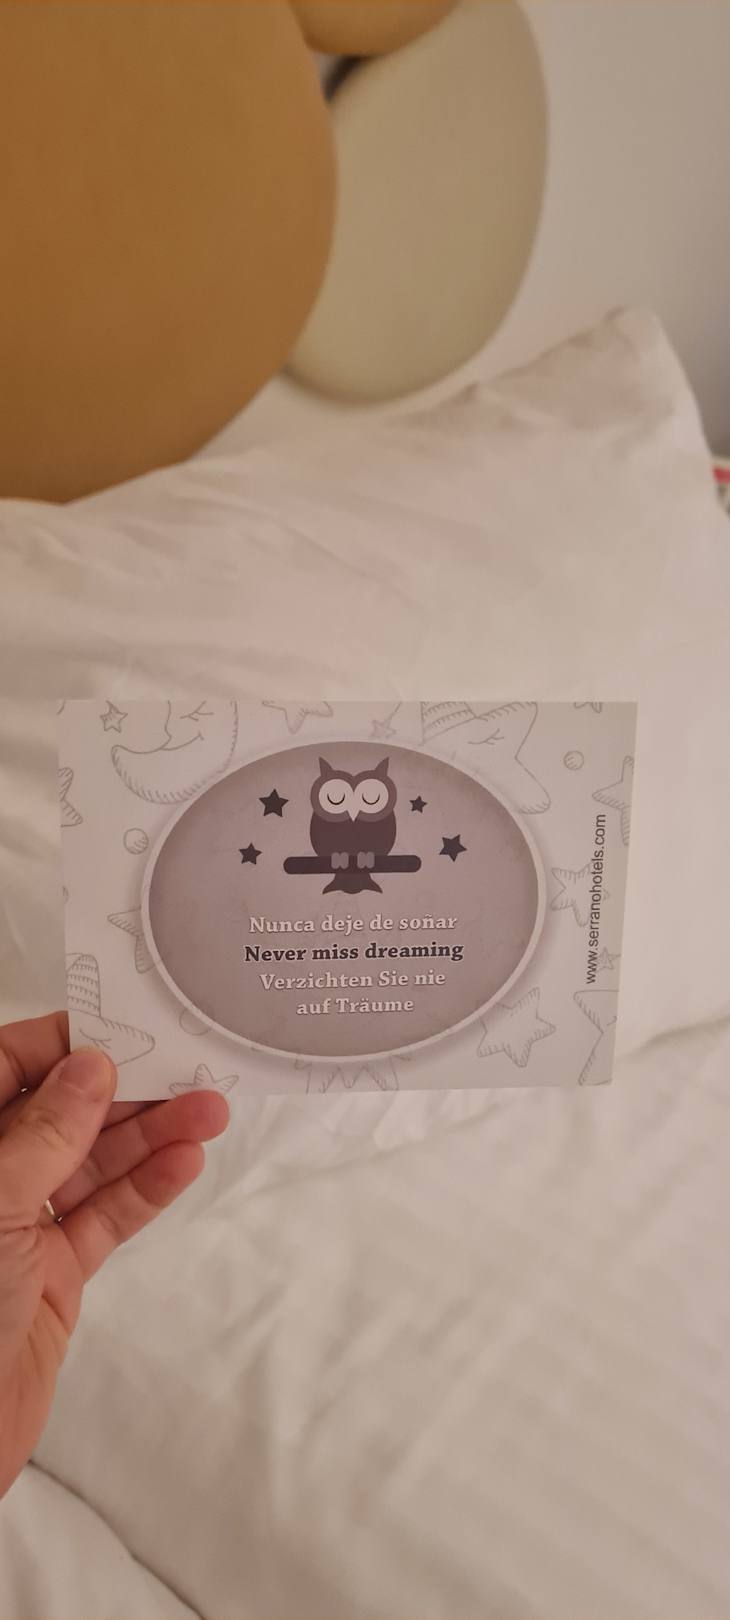 Nunca deje de soñar
Never miss dreaming
Verzichten Sie nie
auf Träume
www.serranohotels.com